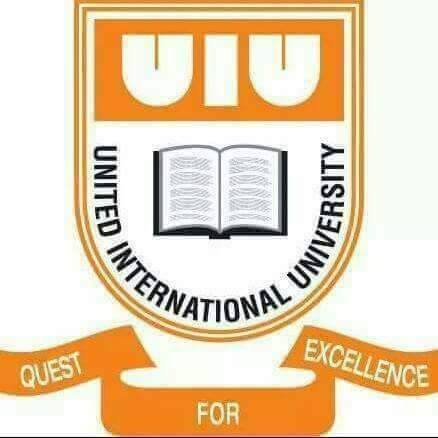 UIU
UNITED INTERNATIONAL UNIVERSITY
QUEST
FOR
EXCELLENCE